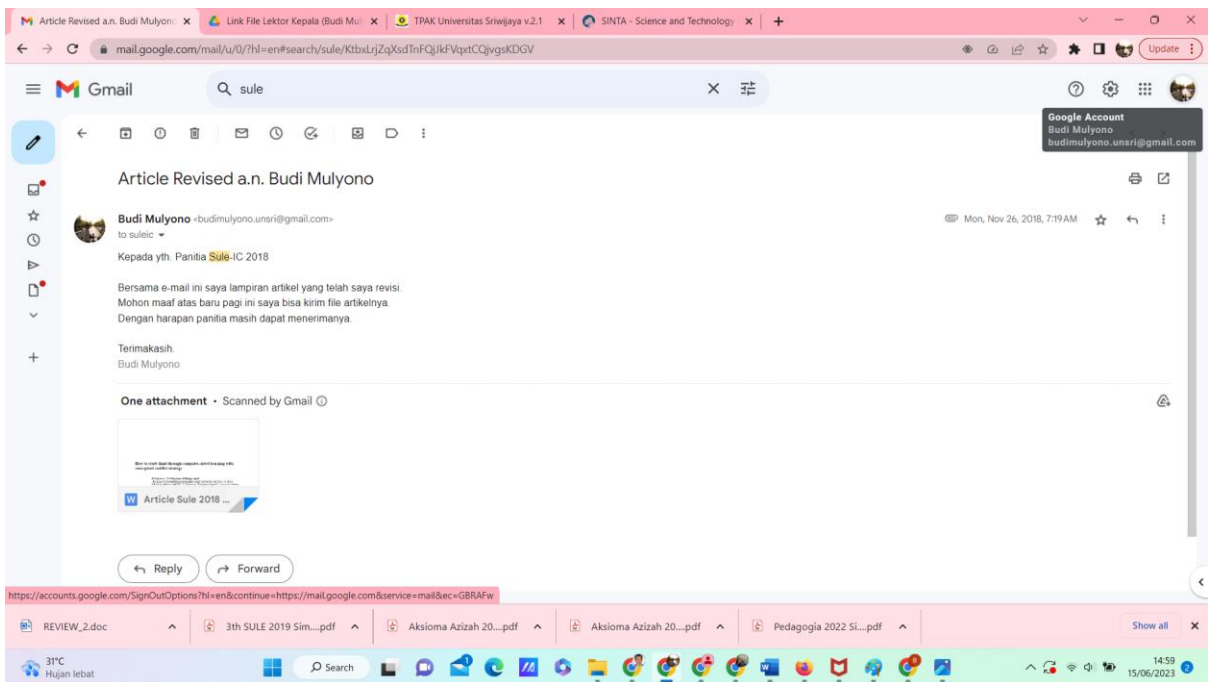 Article Revised a.n. Budi Mulyon
Link File Lektor Kepala (Budi Mul
TPAK Universitas Sriwijaya v.2.1
SINTA - Science and Technology
mail.google.com/mail/u/0/?hl=en#search/sule/KtbxLrjZqXsdTnFQjJkFVqxtCQjvgsKDGV
Update
Gmail
sule
Google Account
Budi Mulyono
budimulyono.unsri@gmail.com
Article Revised a.n. Budi Mulyono
Budi Mulyono <budimulyono.unsri@gmail.com>
Mon, Nov 26, 2018, 7:19 AM
to suleic
Kepada yth. Panitia Sule-IC 2018
Bersama e-mail ini saya lampiran artikel yang telah saya revisi.
Mohon maaf atas baru pagi ini saya bisa kirim file artikelnya.
Dengan harapan panitia masih dapat menerimanya.
Terimakasih.
Budi Mulyono
One attachment • Scanned by Gmail
W Article Sule 2018 ...
Reply
Forward
https://accounts.google.com/SignOutOptions?hl=en&continue=https://mail.google.com&service=mail&ec=GBRAFw
REVIEW_2.doc
3th SULE 2019 Sim....pdf
Aksioma Azizah 20....pdf
Aksioma Azizah 20....pdf
Pedagogia 2022 Si....pdf
Show all
31°C
Hujan lebat
Search
14:59
15/06/2023
2